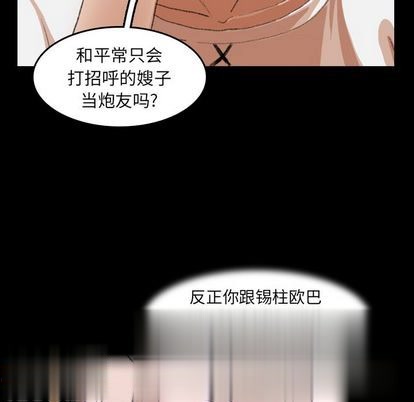 和平常只会
打招呼的嫂子
当炮友吗?
反正你跟锡柱欧巴